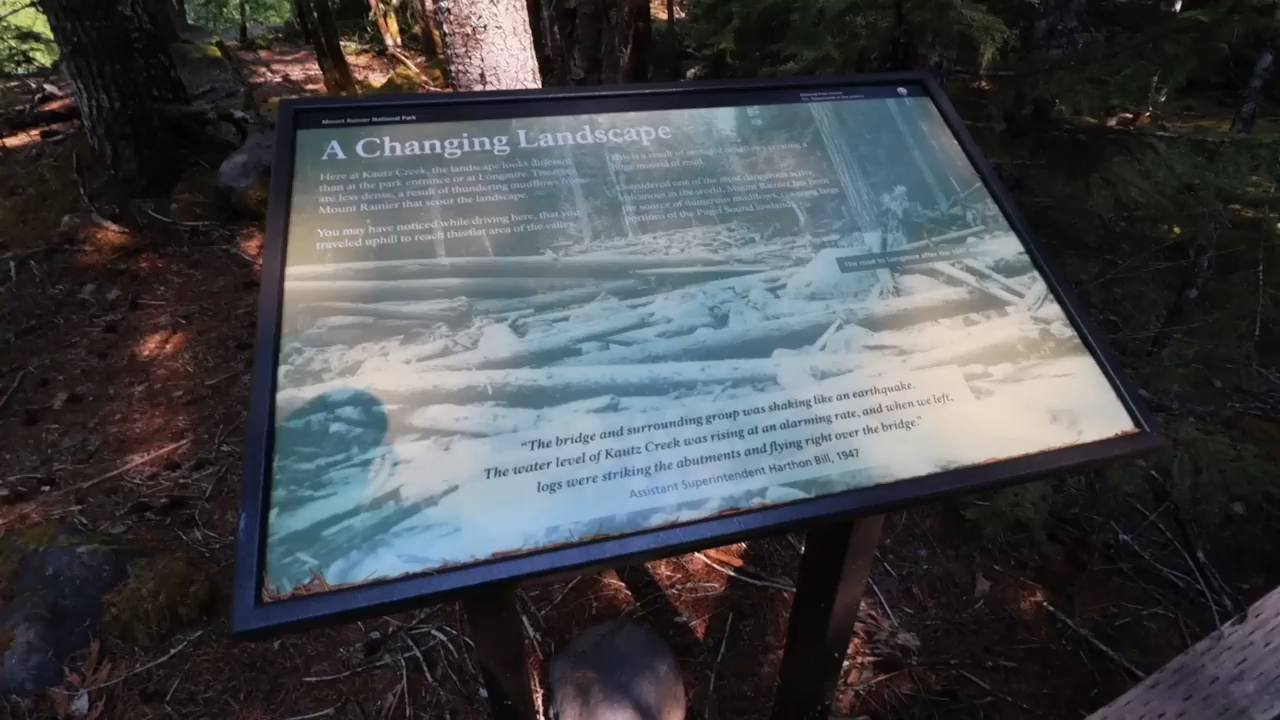 Mount Rainier National Park
National Park Service
U.S. Department of the Interior
A Changing Landscape
Here at Kautz Creek, the landscape looks different
than at the park entrance or at Longmire. The trees
are less dense, a result of thundering mudflows from
Mount Rainier that scour the landscape.
You may have noticed while driving here, that you
traveled uphill to reach this flat area of the valley.
This is a result of mudflows creating a
huge mound of mud.
Considered one of the most dangerous active
volcanoes in the world, Mount Rainier has been
the source of numerous mudflows, large
portions of the Puget Sound lowlands.
The road to Longmire after the
“The bridge and surrounding group was shaking like an earthquake.
The water level of Kautz Creek was rising at an alarming rate, and when we left,
logs were striking the abutments and flying right over the bridge.”
Assistant Superintendent Harthon Bill, 1947